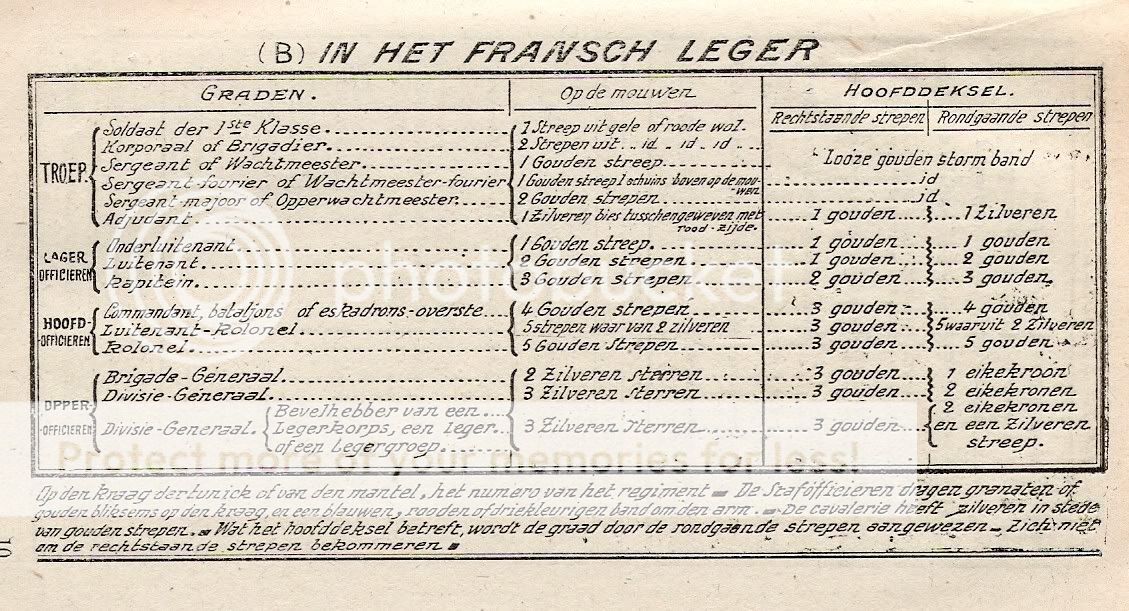 (B) IN HET FRANSCH LEGER
GRADEN. Op de mouwen HOOFDDEKSEL.
Rechtstaande strepen Rondgaande strepen
TROEP.
Soldaat der 1ste Klasse 1 Streep uit gele of roode wol.
Korporaal of Brigadier 2 Strepen uit .. id .. id .. id ..
Sergeant of Wachtmeester 1 Gouden streep Looze gouden storm band
Sergeant-fourier of Wachtmeester-fourier 1 Gouden streep 1 schuins boven op de mouwen id
Sergeant-majoor of Opperwachtmeester 2 Gouden strepen id
Adjudant 1 Zilveren bies tusschengeweven met rood-zijde. 1 gouden 1 Zilveren
LAGER OFFICIEREN
Onderluitenant 1 Gouden streep. 1 gouden 1 gouden
Luitenant 2 Gouden strepen 1 gouden 2 gouden
Kapitein 3 Gouden strepen 2 gouden 3 gouden.
HOOFD-OFFICIEREN
Commandant, bataljons of eskadrons-overste 4 Gouden strepen 3 gouden 4 gouden
Luitenant-Kolonel 5 strepen waar van 2 zilveren 3 gouden 5 waaruit 2 Zilveren
Kolonel 5 Gouden strepen 3 gouden 5 gouden
OPPER-OFFICIEREN
Brigade-Generaal 2 Zilveren sterren 3 gouden 1 eikekroon
Divisie-Generaal 3 Zilveren sterren 3 gouden 2 eikekronen
Divisie-Generaal. Bevelhebber van een Legerkorps, een Leger of een Legergroep 3 Zilveren sterren 3 gouden 2 eikekronen en een Zilveren streep.
Op den kraag der tunick of van den mantel, het numero van het regiment = De Stafofficieren dragen granaten of
gouden bliksems op den kraag, en een blauwen, rooden of driekleurigen band om den arm. = De cavalerie heeft zilveren in stede
van gouden strepen. = Wat het hoofddeksel betreft, wordt de graad door de rondgaande strepen aangewezen = Zich niet
om de rechtstaande strepen bekommeren =
10
photobucket
Protect more of your memories for less!